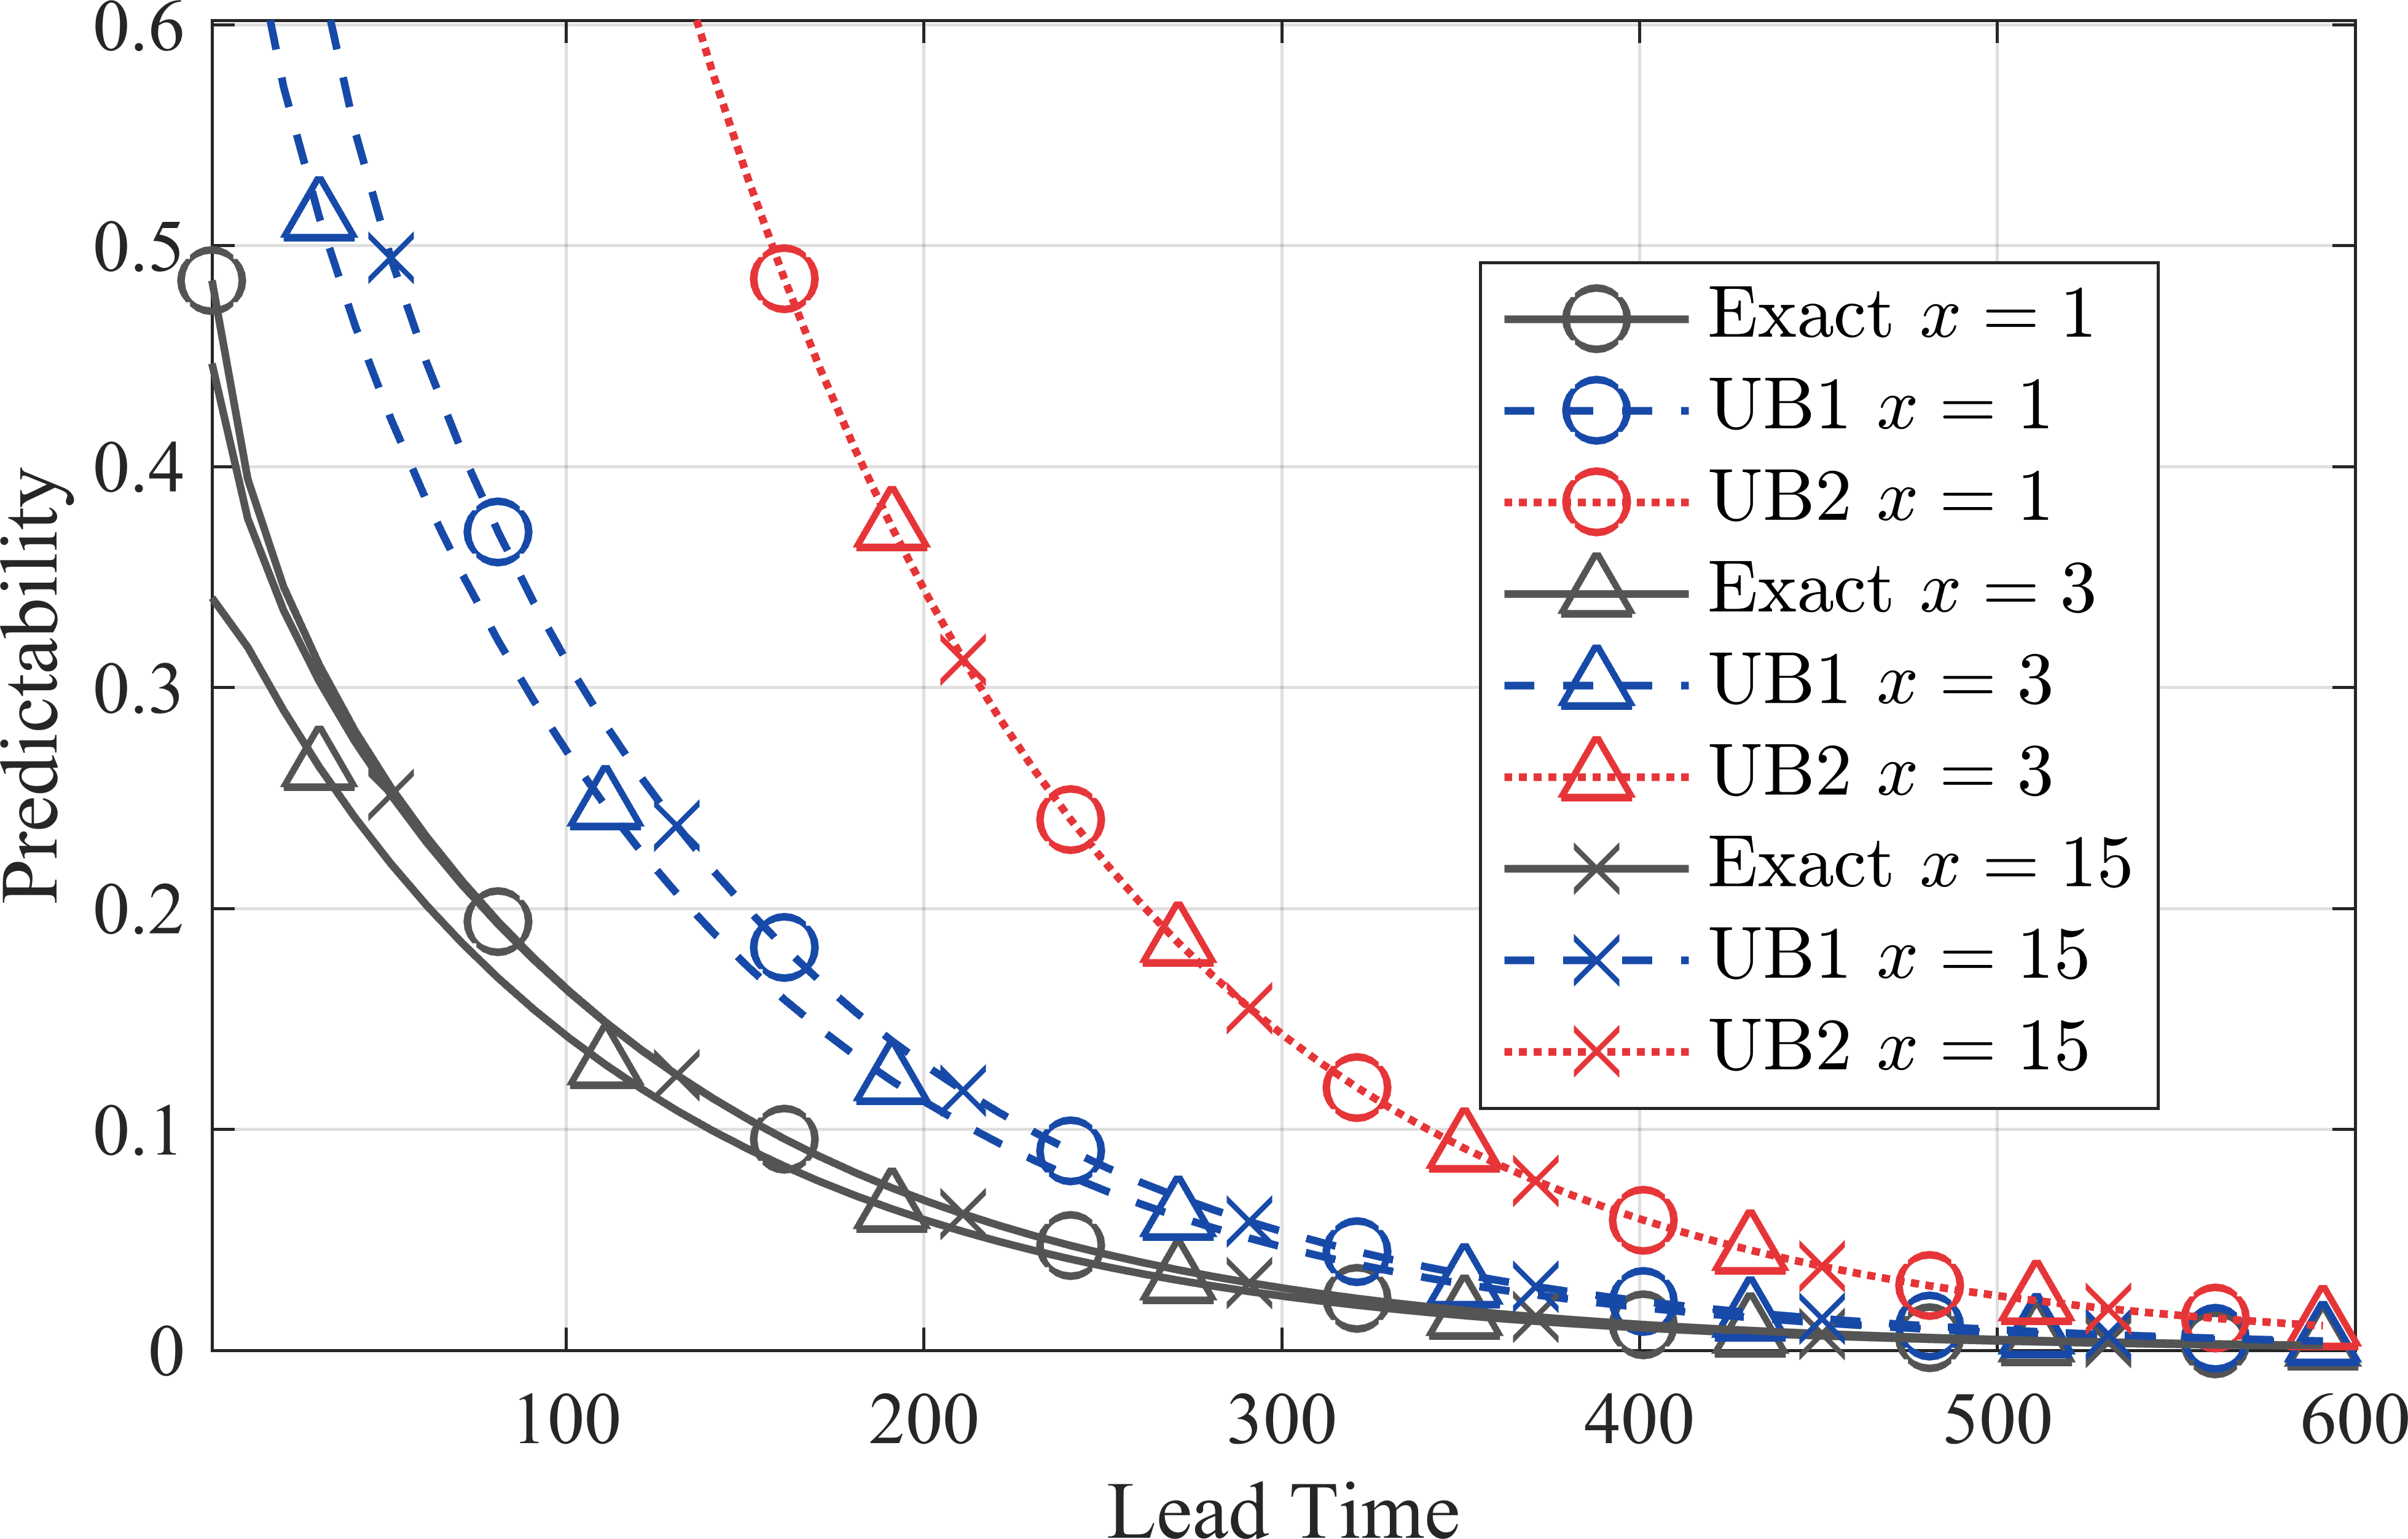 0.6
0.5
0.4
0.3
0.2
0.1
0
Predictability
100 200 300 400 500 600
Lead Time
Exact x = 1
UB1 x = 1
UB2 x = 1
Exact x = 3
UB1 x = 3
UB2 x = 3
Exact x = 15
UB1 x = 15
UB2 x = 15